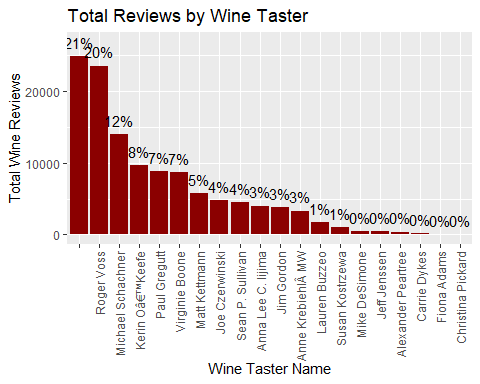 Total Reviews by Wine Taster
Total Wine Reviews
20000
10000
0
21%
20%
12%
8%
7%
7%
5%
4%
4%
3%
3%
3%
1%
1%
0%
0%
0%
0%
0%
0%
Roger Voss
Michael Schachner
Kerin Oâ€™Keefe
Paul Gregutt
Virginie Boone
Matt Kettmann
Joe Czerwinski
Sean P. Sullivan
Anna Lee C. Iijima
Jim Gordon
Anne KrebiehlÂ MW
Lauren Buzzeo
Susan Kostrzewa
Mike DeSimone
Jeff Jenssen
Alexander Peartree
Carrie Dykes
Fiona Adams
Christina Pickard
Wine Taster Name